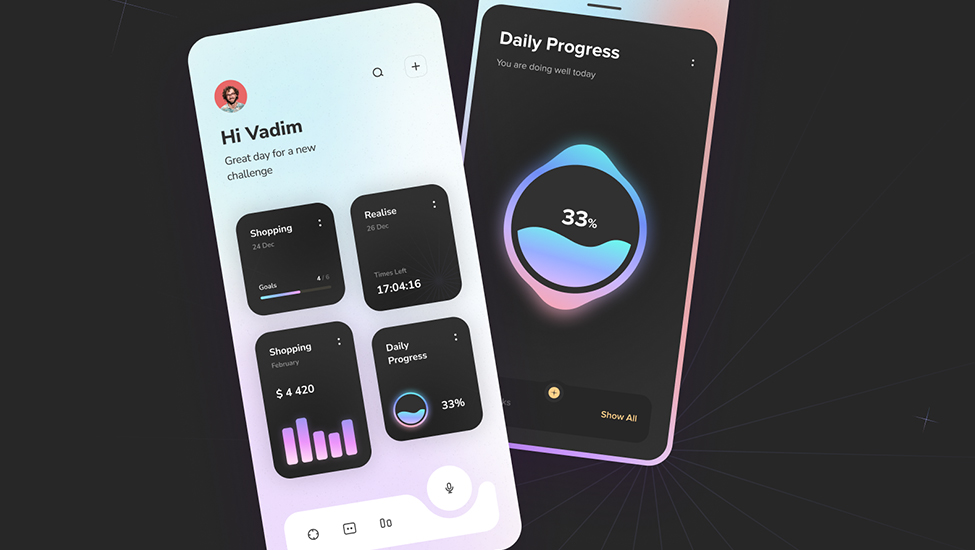 Hi Vadim
Great day for a new
challenge
Shopping
24 Dec
Goals
4 / 6
Realise
26 Dec
Times Left
17:04:16
Shopping
February
$ 4 420
Daily
Progress
33%
Daily Progress
You are doing well today
33%
Show All